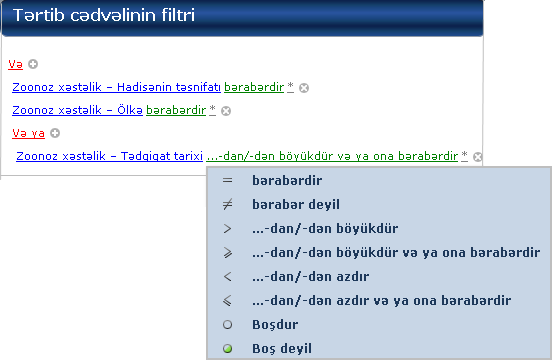 Tərtib cədvəlinin filtri
Və
Zoonoz xəstəlik – Hadisənin təsnifatı bərabərdir *
Zoonoz xəstəlik – Ölkə bərabərdir *
Və ya
Zoonoz xəstəlik – Tədqiqat tarixi ...-dan/-dən böyükdür və ya ona bərabərdir *
= bərabərdir
≠ bərabər deyil
> ...-dan/-dən böyükdür
⩾ ...-dan/-dən böyükdür və ya ona bərabərdir
< ...-dan/-dən azdır
⩽ ...-dan/-dən azdır və ya ona bərabərdir
Boşdur
Boş deyil